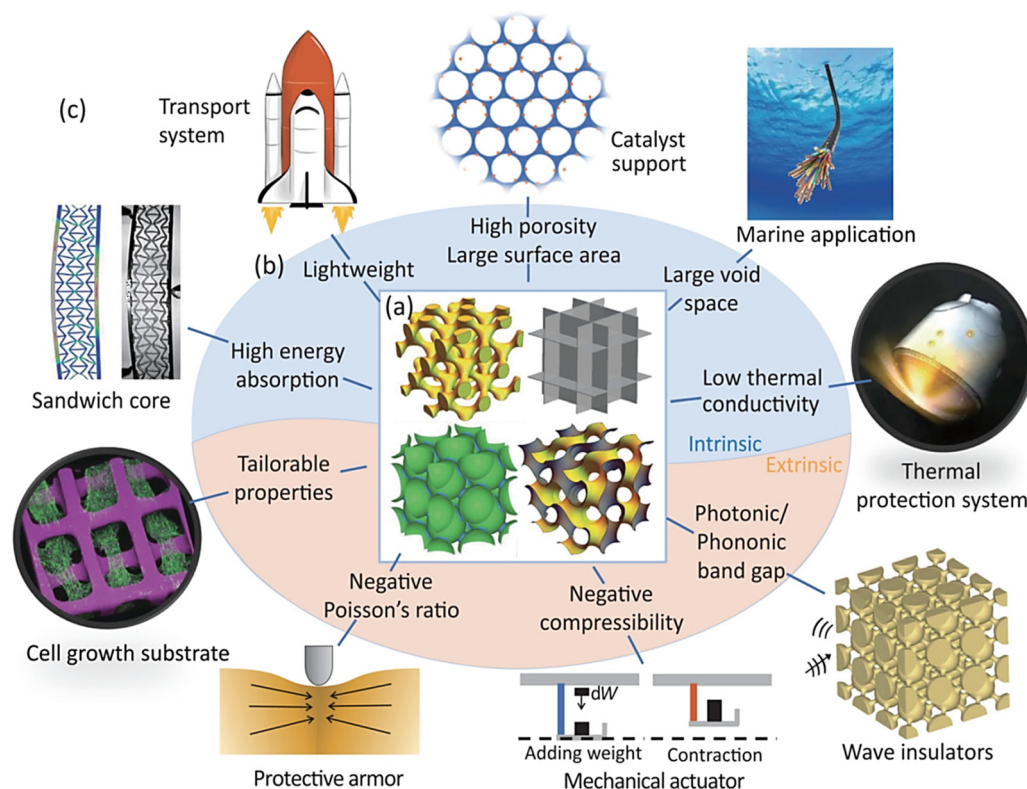 (c)
Transport
system
Catalyst
support
Marine application
(b)
Lightweight
High porosity
Large surface area
Large void
space
(a)
High energy
absorption
Sandwich core
Low thermal
conductivity
Intrinsic
Extrinsic
Thermal
protection system
Tailorable
properties
Cell growth substrate
Photonic/
Phononic
band gap
Negative
Poisson's ratio
Negative
compressibility
dW
Adding weight
Contraction
Protective armor
Mechanical actuator
Wave insulators